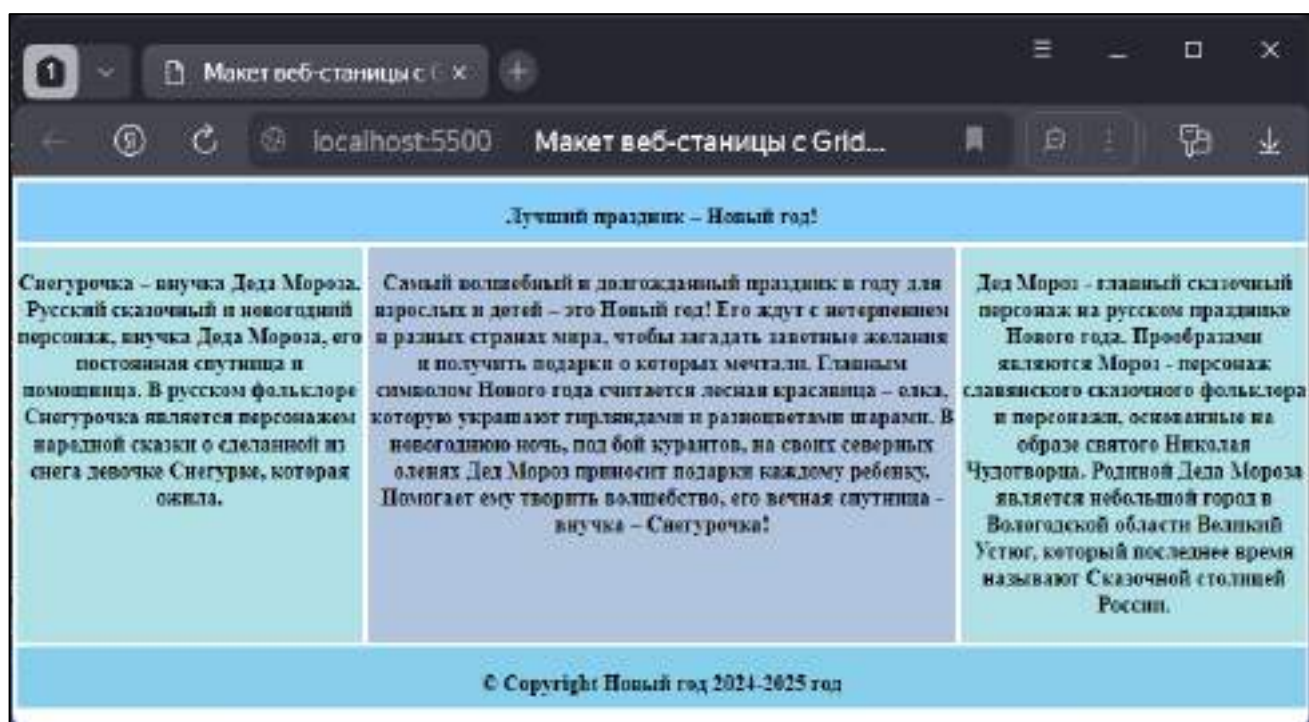 1
Макет веб-станицы с G
localhost:5500 Макет веб-станицы с Grid...
Лучший праздник – Новый год!
Снегурочка – внучка Деда Мороза.
Русский сказочный и новогодний
персонаж, внучка Деда Мороза, его
постоянная спутница и
помощница. В русском фольклоре
Снегурочка является персонажем
народной сказки о сделанной из
снега девочке Снегурке, которая
ожила.
Самый волшебный и долгожданный праздник в году для
взрослых и детей – это Новый год! Его ждут с нетерпением
в разных странах мира, чтобы загадать заветные желания
и получить подарки о которых мечтали. Главным
символом Нового года считается лесная красавица – елка,
которую украшают гирляндами и разноцветами шарами. В
новогоднюю ночь, под бой курантов, на своих северных
оленях Дед Мороз приносит подарки каждому ребенку.
Помогает ему творить волшебство, его вечная спутница -
внучка – Снегурочка!
Дед Мороз - главный сказочный
персонаж на русском празднике
Нового года. Прообразами
являются Мороз - персонаж
славянского сказочного фольклора
и персонажи, основанные на
образе святого Николая
Чудотворца. Родиной Деда Мороза
является небольшой город в
Вологодской области Великий
Устюг, который последнее время
называют Сказочной столицей
России.
© Copyright Новый год 2024-2025 год